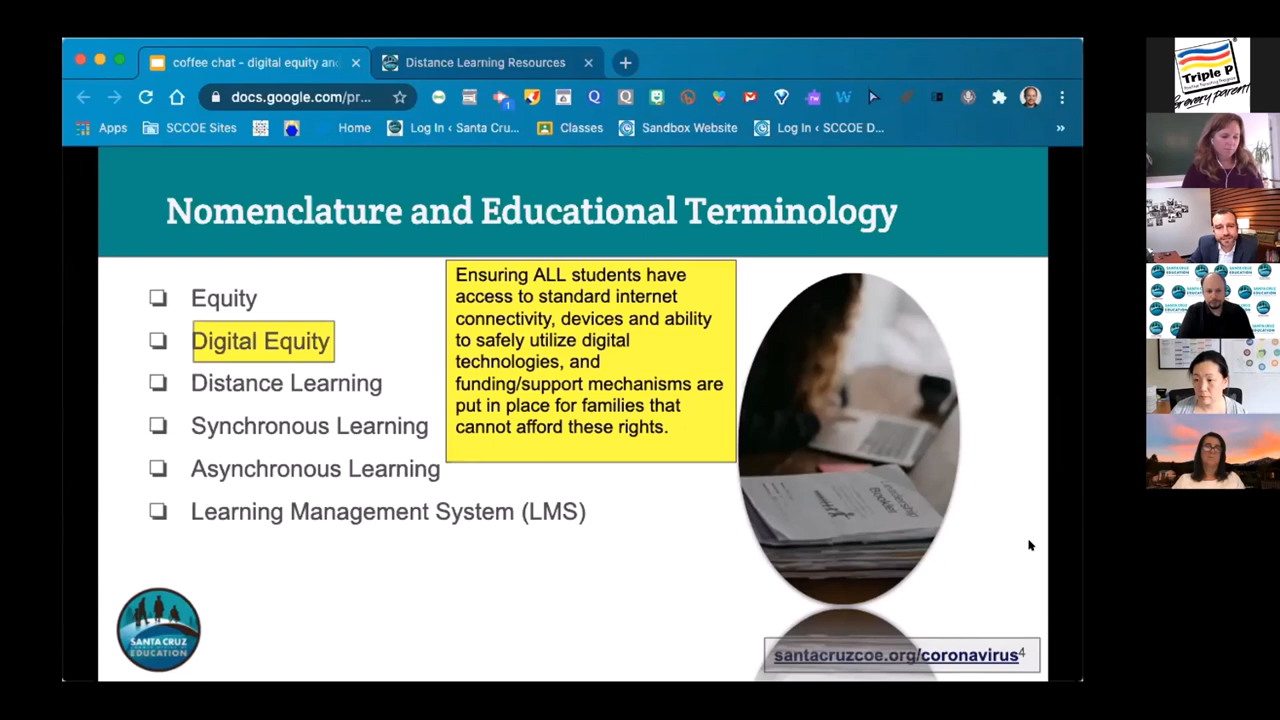 coffee chat - digital equity and
Distance Learning Resources
docs.google.com/pr...
Apps
SCCOE Sites
Home
Log In ‹ Santa Cru...
Classes
Sandbox Website
Log In ‹ SCCOE D...
»
Nomenclature and Educational Terminology
Equity
Digital Equity
Distance Learning
Synchronous Learning
Asynchronous Learning
Learning Management System (LMS)
Ensuring ALL students have
access to standard internet
connectivity, devices and ability
to safely utilize digital
technologies, and
funding/support mechanisms are
put in place for families that
cannot afford these rights.
Leadership
Booklet
SANTA CRUZ
EDUCATION
santacruzcoe.org/coronavirus
4
Triple P